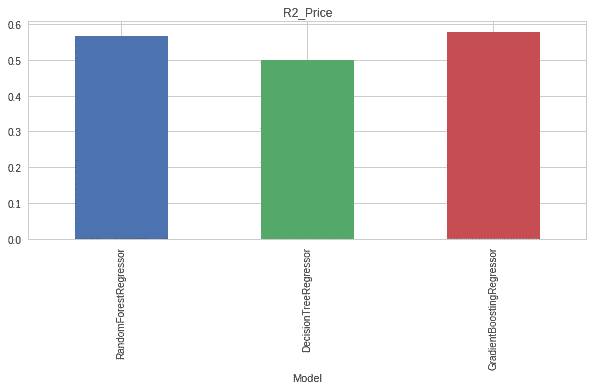 R2_Price
0.6
0.5
0.4
0.3
0.2
0.1
0.0
RandomForestRegressor
DecisionTreeRegressor
GradientBoostingRegressor
Model